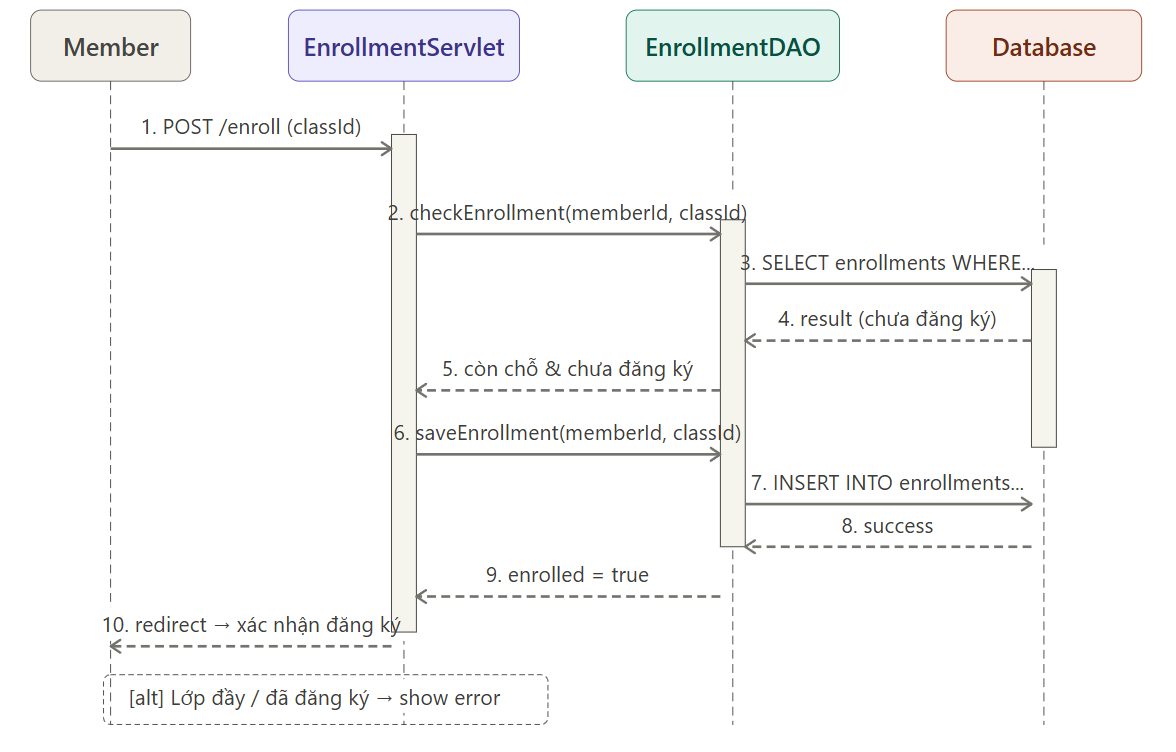 Member
EnrollmentServlet
EnrollmentDAO
Database
1. POST /enroll (classId)
2. checkEnrollment(memberId, classId)
3. SELECT enrollments WHERE...
4. result (chưa đăng ký)
5. còn chỗ & chưa đăng ký
6. saveEnrollment(memberId, classId)
7. INSERT INTO enrollments...
8. success
9. enrolled = true
10. redirect → xác nhận đăng ký
[alt] Lớp đầy / đã đăng ký → show error